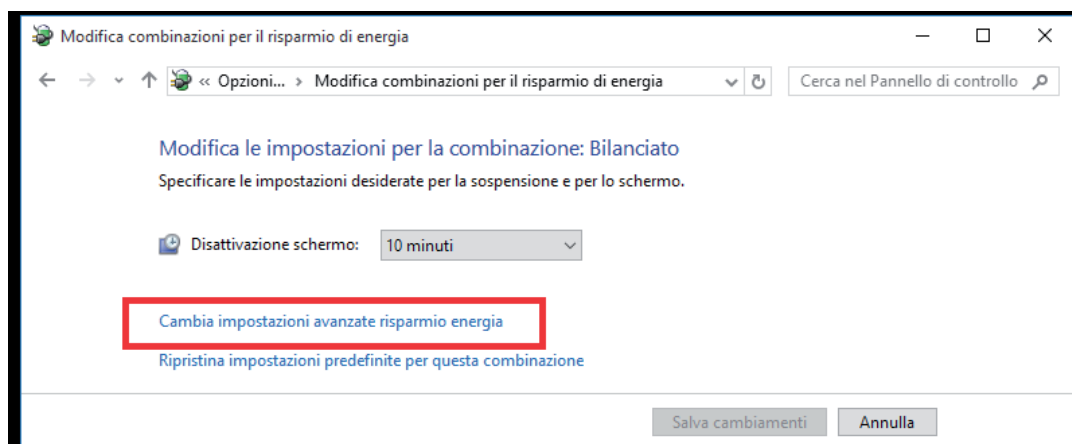 Modifica combinazioni per il risparmio di energia
« Opzioni... › Modifica combinazioni per il risparmio di energia
Cerca nel Pannello di controllo
Modifica le impostazioni per la combinazione: Bilanciato
Specificare le impostazioni desiderate per la sospensione e per lo schermo.
Disattivazione schermo: 10 minuti
Cambia impostazioni avanzate risparmio energia
Ripristina impostazioni predefinite per questa combinazione
Salva cambiamenti Annulla